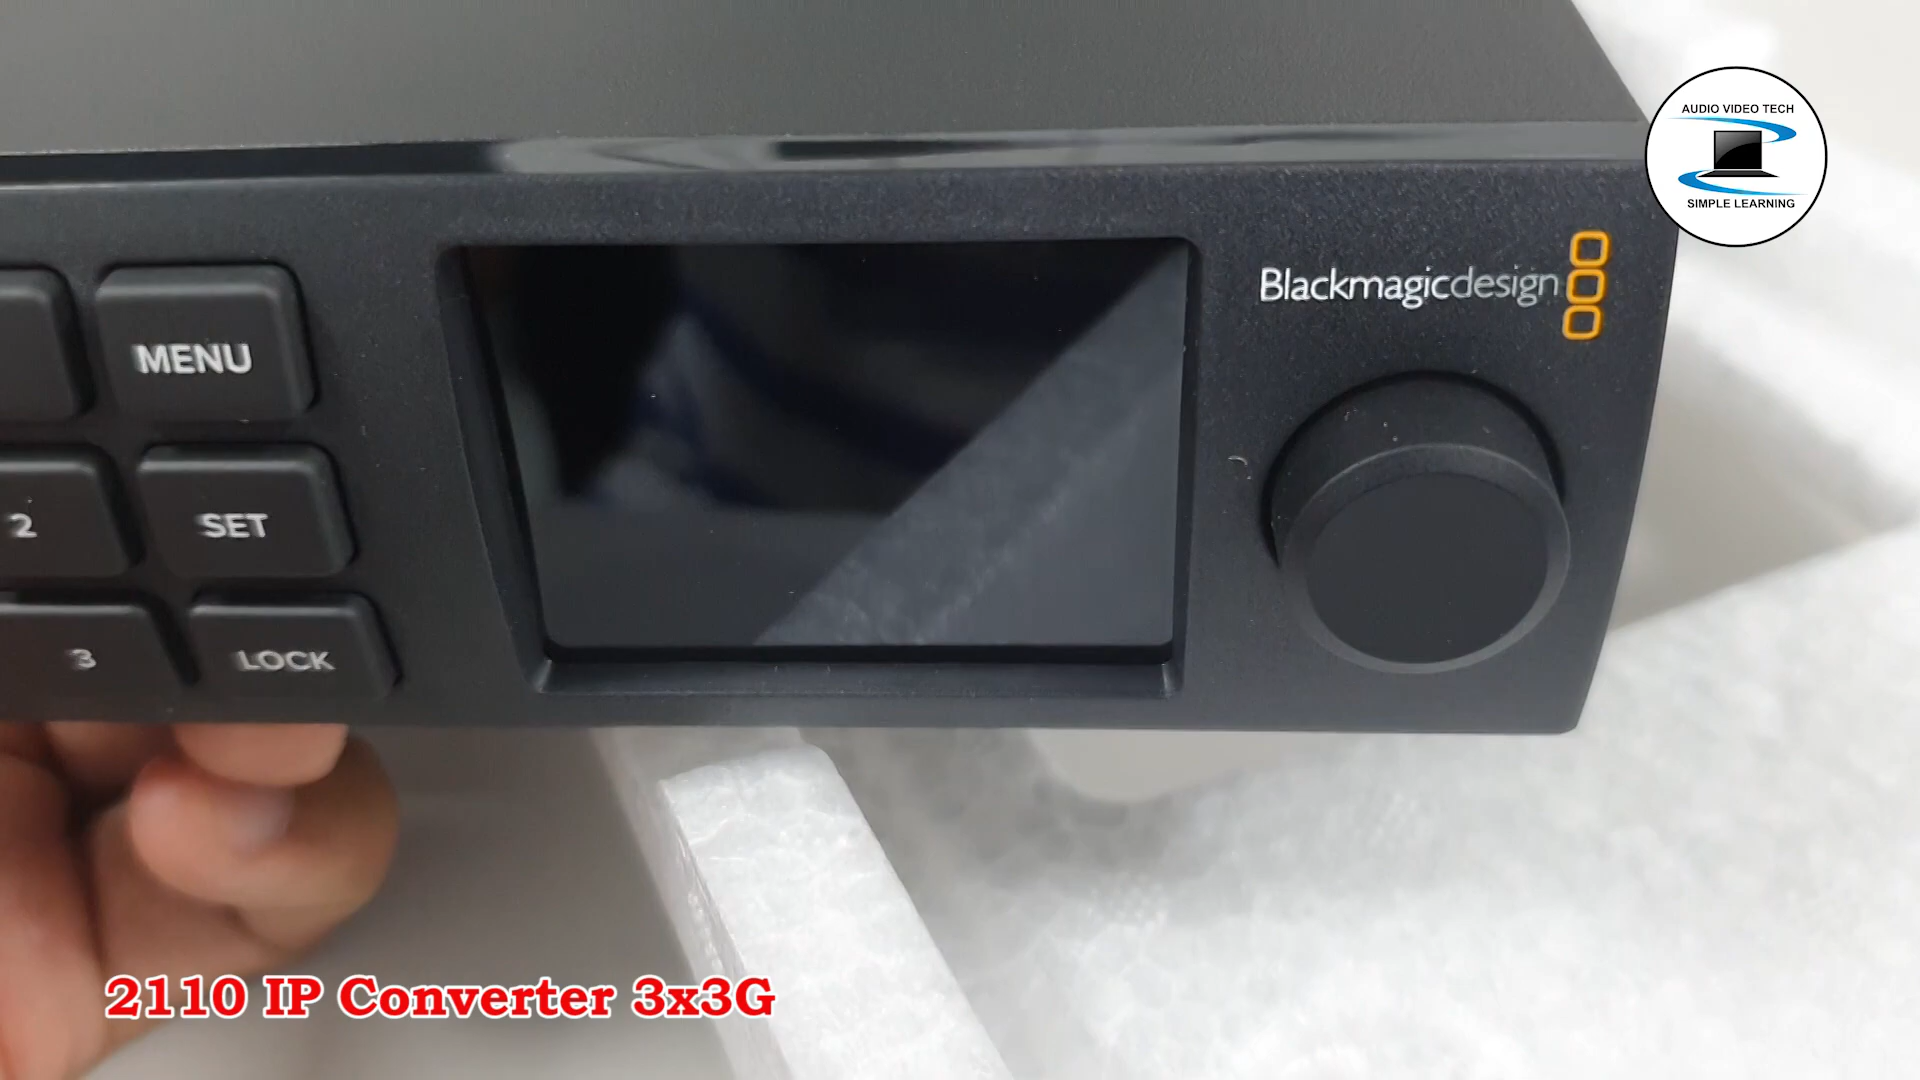 AUDIO VIDEO TECH
SIMPLE LEARNING
Blackmagicdesign
MENU
2
SET
3
LOCK
2110 IP Converter 3x3G